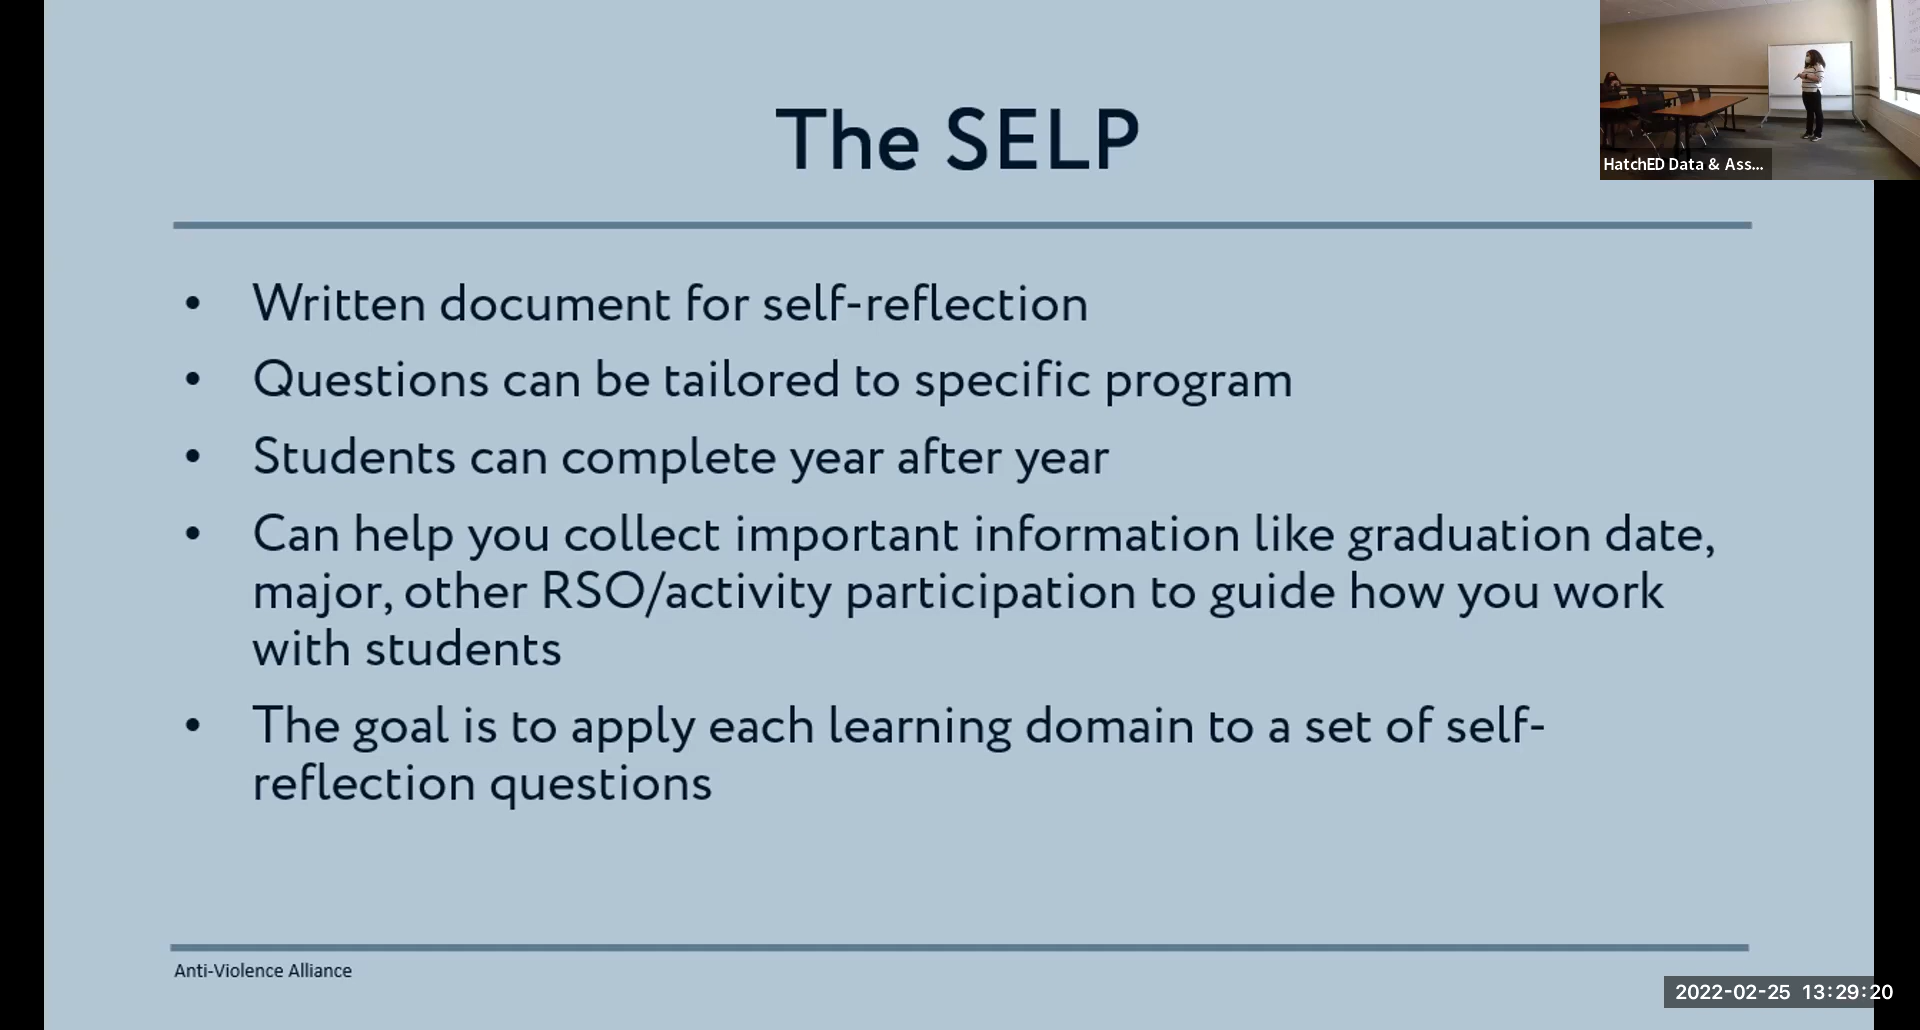 The SELP
HatchED Data & Ass...
• Written document for self-reflection
• Questions can be tailored to specific program
• Students can complete year after year
• Can help you collect important information like graduation date,
major, other RSO/activity participation to guide how you work
with students
• The goal is to apply each learning domain to a set of self-
reflection questions
Anti-Violence Alliance
2022-02-25 13:29:20